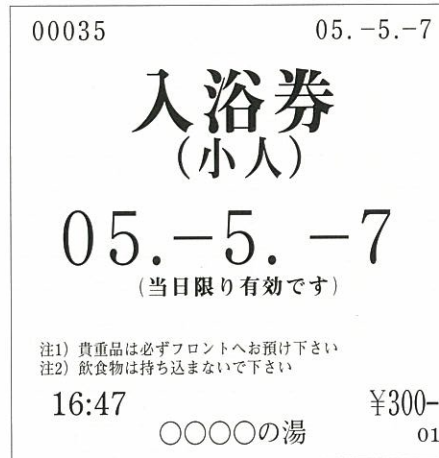 00035 05.-5.-7
入浴券
(小人)
05.-5.-7
(当日限り有効です)
注1) 貴重品は必ずフロントへお預け下さい
注2) 飲食物は持ち込まないで下さい
16:47 ¥300-
○○○○の湯 01